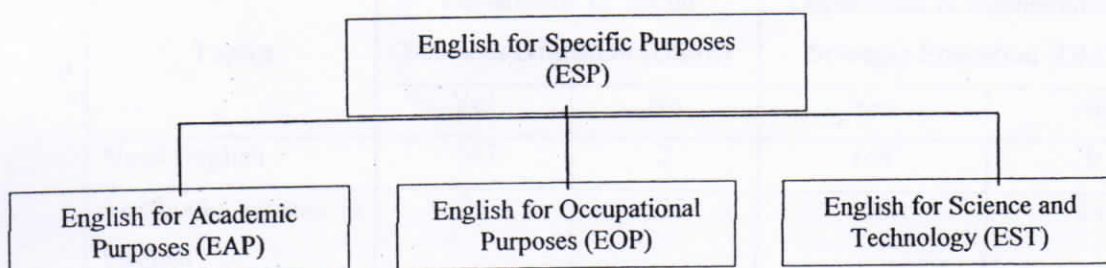 English for Specific Purposes
(ESP)
English for Academic
Purposes (EAP)
English for Occupational
Purposes (EOP)
English for Science and
Technology (EST)